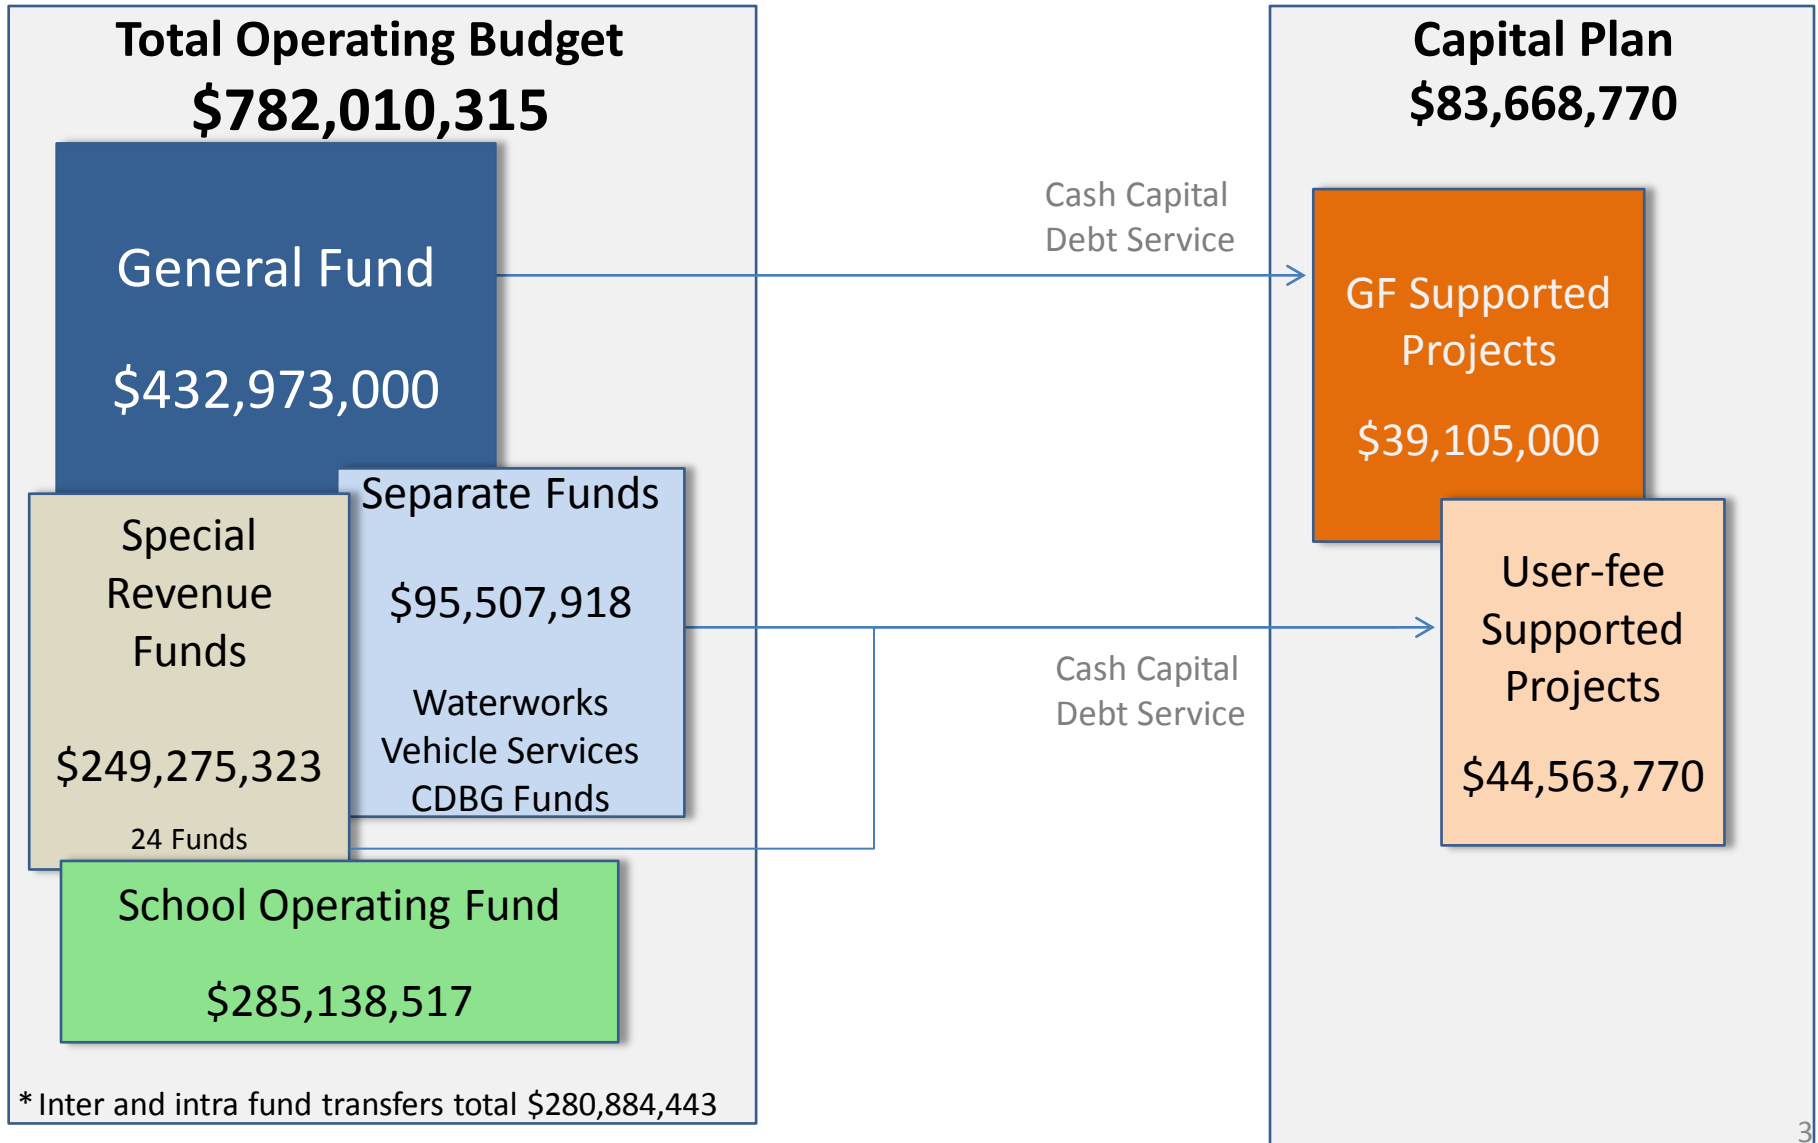 Total Operating Budget
$782,010,315
General Fund
$432,973,000
Separate Funds
$95,507,918
Waterworks
Vehicle Services
CDBG Funds
Special
Revenue
Funds
$249,275,323
24 Funds
School Operating Fund
$285,138,517
* Inter and intra fund transfers total $280,884,443
Cash Capital
Debt Service
Cash Capital
Debt Service
Capital Plan
$83,668,770
GF Supported
Projects
$39,105,000
User-fee
Supported
Projects
$44,563,770
3